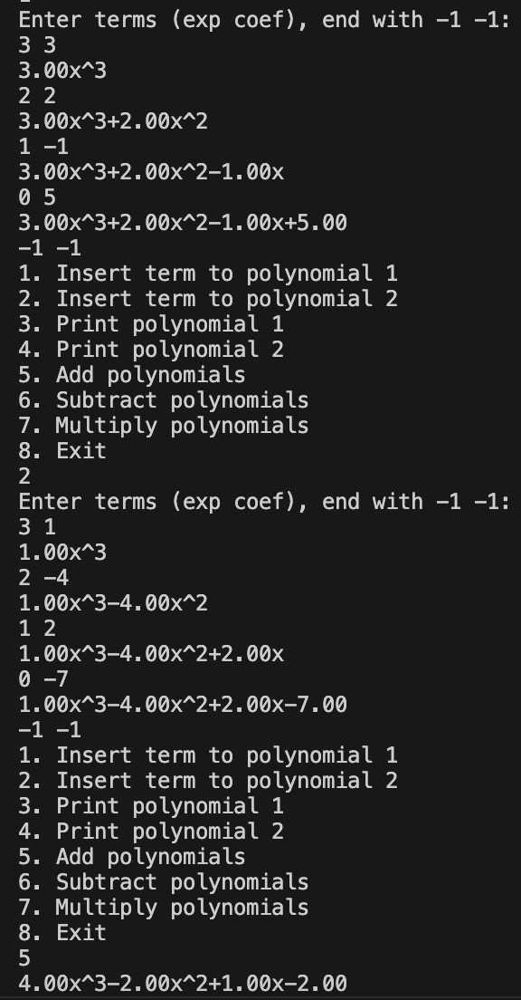 Enter terms (exp coef), end with -1 -1:
3 3
3.00x^3
2 2
3.00x^3+2.00x^2
1 -1
3.00x^3+2.00x^2-1.00x
0 5
3.00x^3+2.00x^2-1.00x+5.00
-1 -1
1. Insert term to polynomial 1
2. Insert term to polynomial 2
3. Print polynomial 1
4. Print polynomial 2
5. Add polynomials
6. Subtract polynomials
7. Multiply polynomials
8. Exit
2
Enter terms (exp coef), end with -1 -1:
3 1
1.00x^3
2 -4
1.00x^3-4.00x^2
1 2
1.00x^3-4.00x^2+2.00x
0 -7
1.00x^3-4.00x^2+2.00x-7.00
-1 -1
1. Insert term to polynomial 1
2. Insert term to polynomial 2
3. Print polynomial 1
4. Print polynomial 2
5. Add polynomials
6. Subtract polynomials
7. Multiply polynomials
8. Exit
5
4.00x^3-2.00x^2+1.00x-2.00